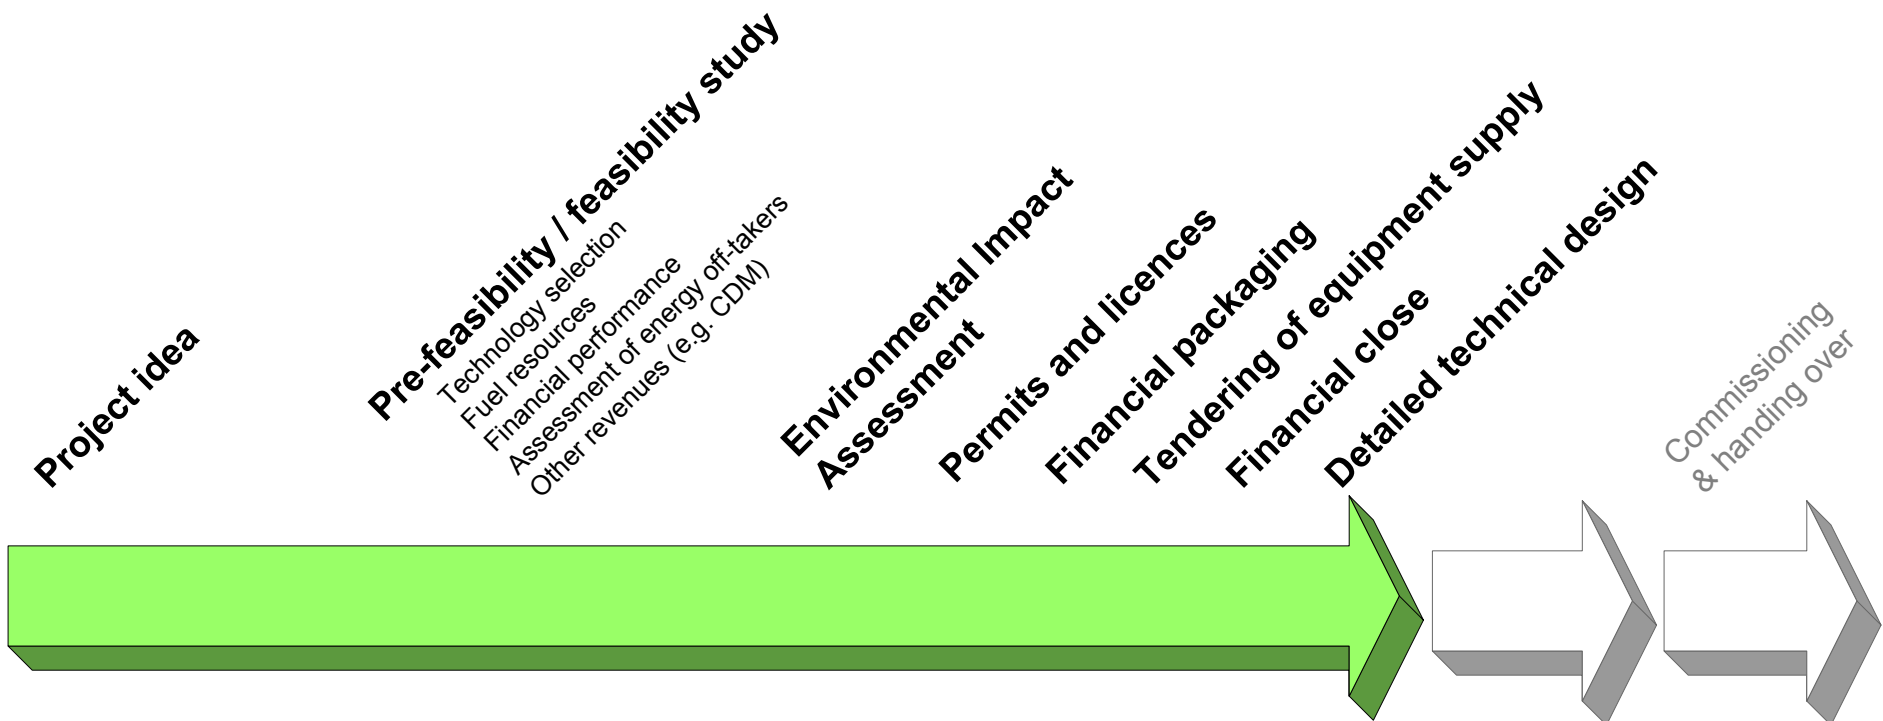 Project idea
Pre-feasibility / feasibility study
Technology selection
Fuel resources
Financial performance
Assessment of energy off-takers
Other revenues (e.g. CDM)
Environmental Impact
Assessment
Permits and licences
Financial packaging
Tendering of equipment supply
Financial close
Detailed technical design
Commissioning
& handing over